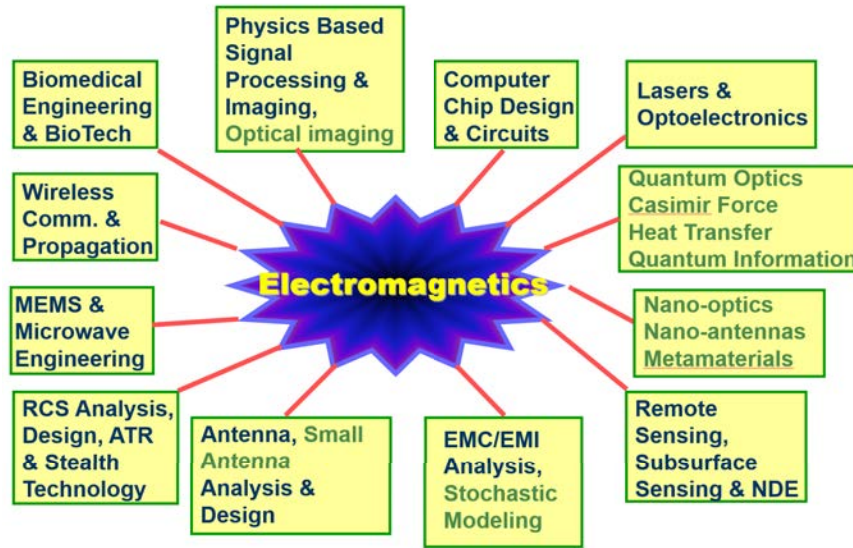 Physics Based
Signal
Processing &
Imaging,
Optical imaging
Biomedical
Engineering
& BioTech
Computer
Chip Design
& Circuits
Lasers &
Optoelectronics
Wireless
Comm. &
Propagation
Quantum Optics
Casimir Force
Heat Transfer
Quantum Information
Electromagnetics
MEMS &
Microwave
Engineering
Nano-optics
Nano-antennas
Metamaterials
RCS Analysis,
Design, ATR
& Stealth
Technology
Antenna, Small
Antenna
Analysis &
Design
EMC/EMI
Analysis,
Stochastic
Modeling
Remote
Sensing,
Subsurface
Sensing & NDE